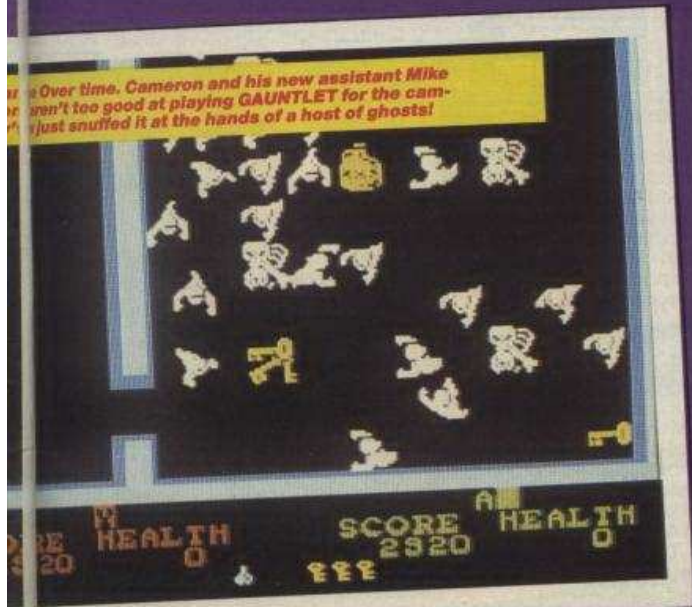 Over time. Cameron and his new assistant Mike
aren't too good at playing GAUNTLET for the cam-
just snuffed it at the hands of a host of ghosts!
HEALTH
0
SCORE
2920
A
HEALTH
0